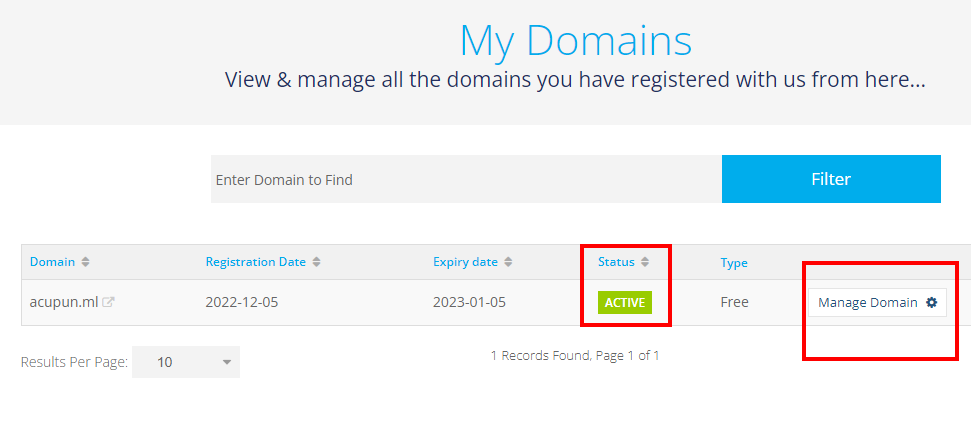 My Domains
View & manage all the domains you have registered with us from here...
Enter Domain to Find
Filter
Domain Registration Date Expiry date Status Type
acupun.ml 2022-12-05 2023-01-05 ACTIVE Free Manage Domain
Results Per Page: 10 1 Records Found, Page 1 of 1